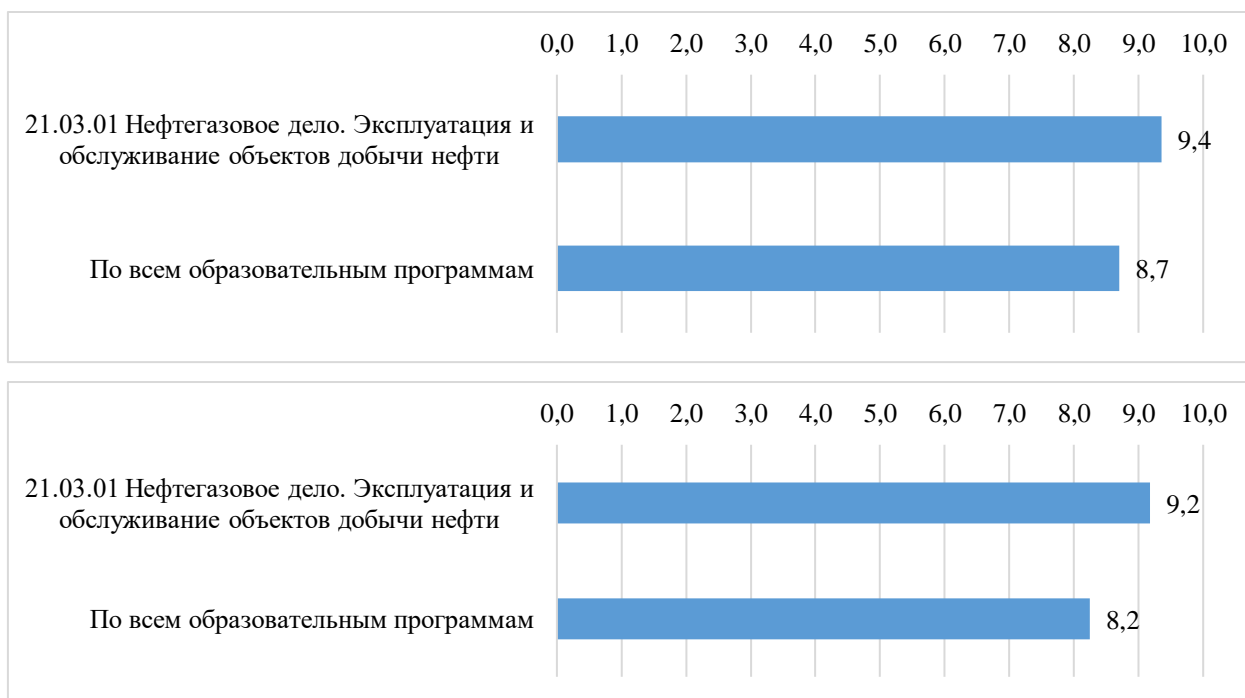 0,0 1,0 2,0 3,0 4,0 5,0 6,0 7,0 8,0 9,0 10,0
21.03.01 Нефтегазовое дело. Эксплуатация и
обслуживание объектов добычи нефти
9,4
По всем образовательным программам
8,7
0,0 1,0 2,0 3,0 4,0 5,0 6,0 7,0 8,0 9,0 10,0
21.03.01 Нефтегазовое дело. Эксплуатация и
обслуживание объектов добычи нефти
9,2
По всем образовательным программам
8,2